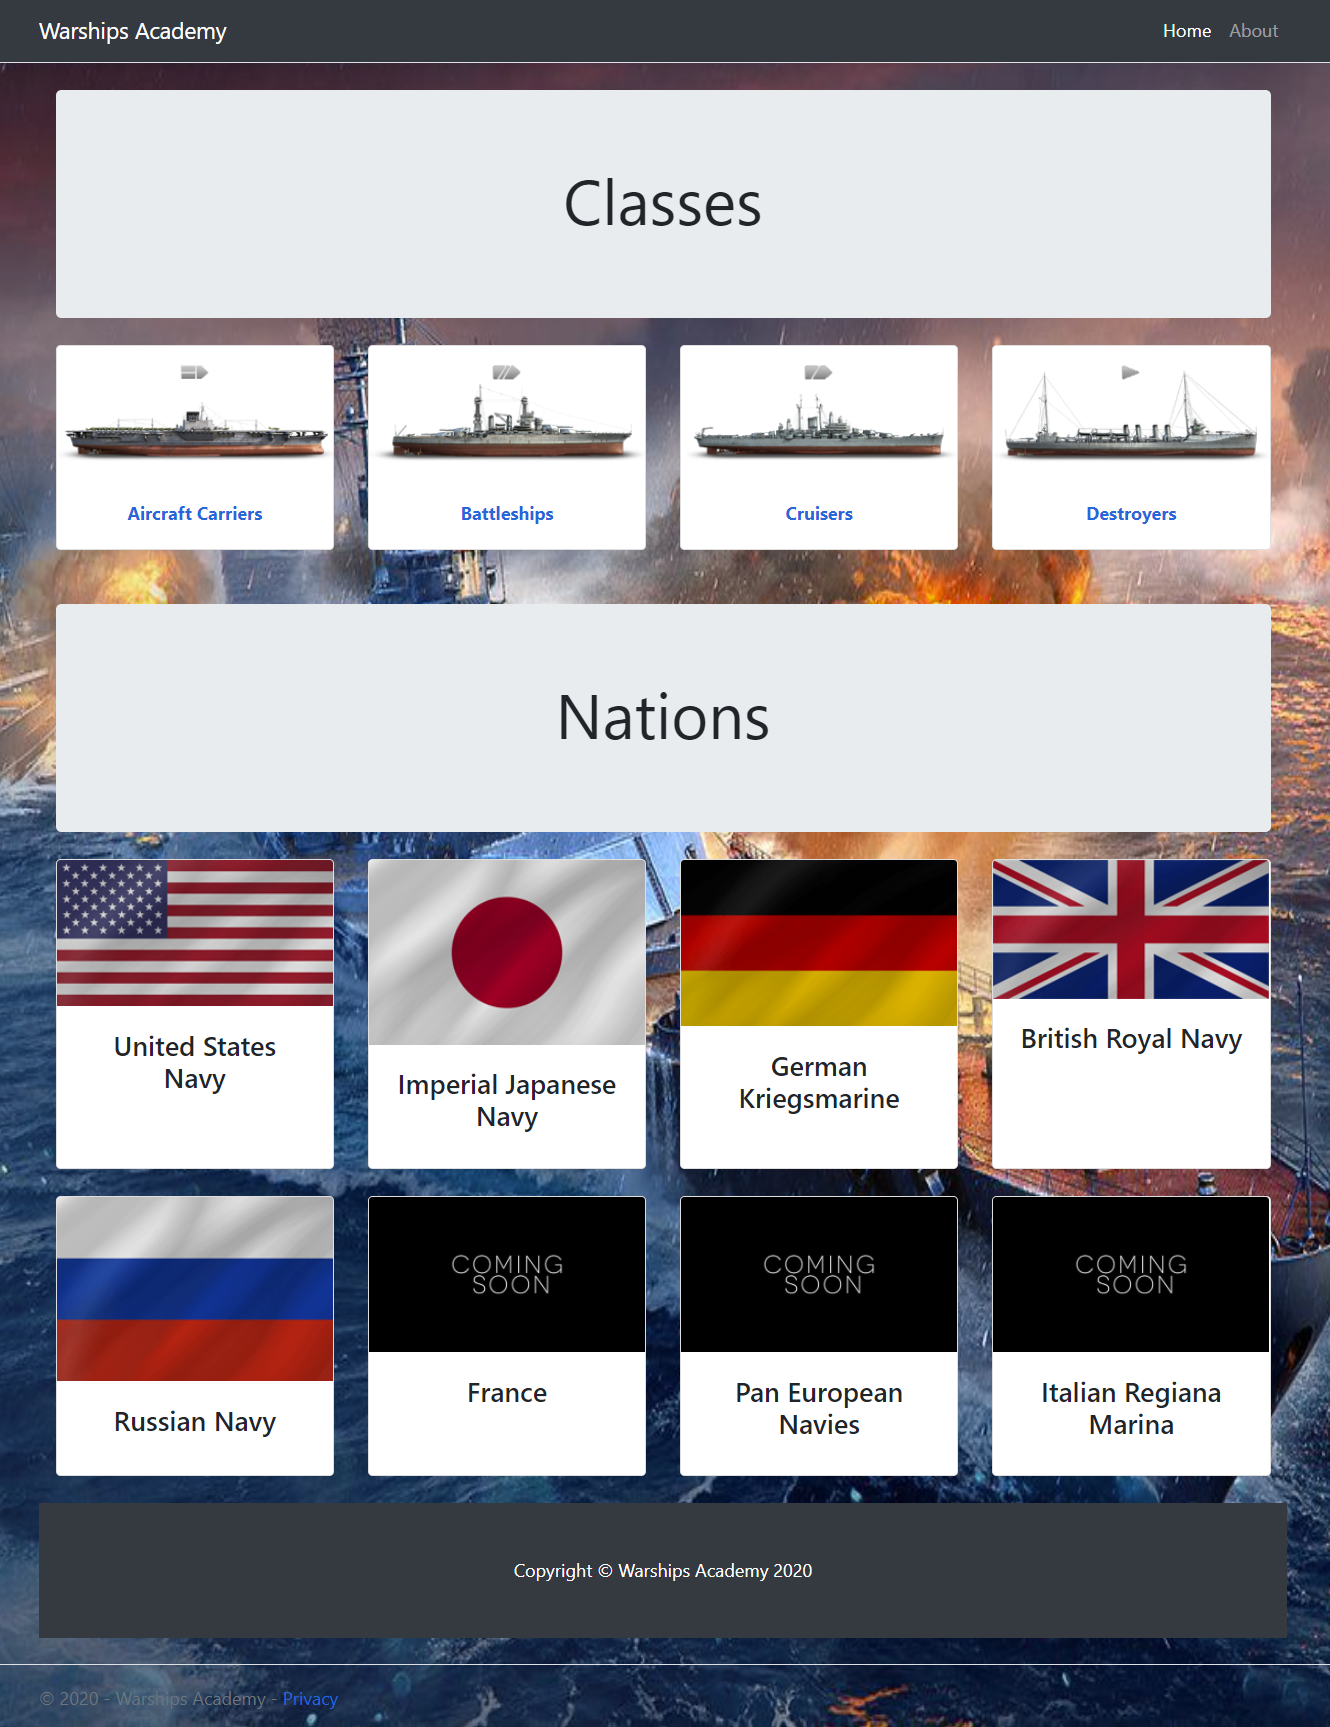 Warships Academy
Home About
Classes
Aircraft Carriers
Battleships
Cruisers
Destroyers
Nations
United States
Navy
Imperial Japanese
Navy
German
Kriegsmarine
British Royal Navy
Russian Navy
COMING
SOON
France
COMING
SOON
Pan European
Navies
COMING
SOON
Italian Regiana
Marina
Copyright © Warships Academy 2020
© 2020 - Warships Academy - Privacy